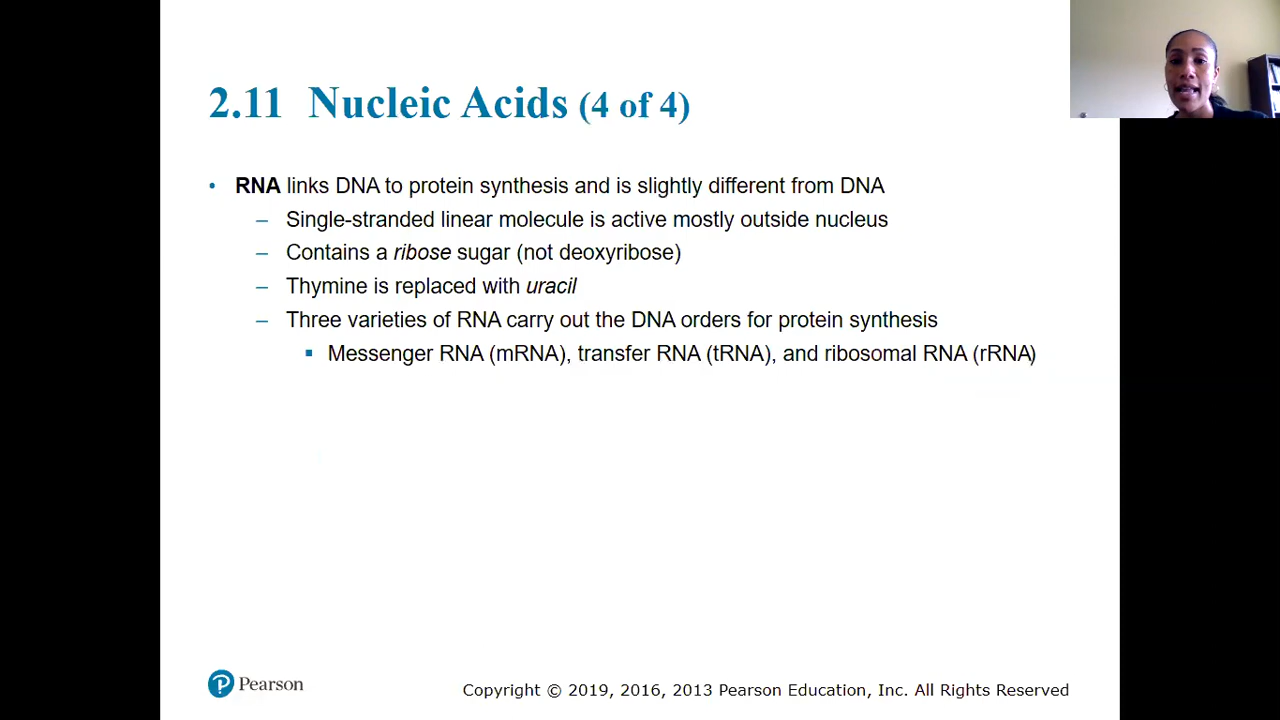 2.11 Nucleic Acids (4 of 4)
• RNA links DNA to protein synthesis and is slightly different from DNA
– Single-stranded linear molecule is active mostly outside nucleus
– Contains a ribose sugar (not deoxyribose)
– Thymine is replaced with uracil
– Three varieties of RNA carry out the DNA orders for protein synthesis
▪ Messenger RNA (mRNA), transfer RNA (tRNA), and ribosomal RNA (rRNA)
Pearson
Copyright © 2019, 2016, 2013 Pearson Education, Inc. All Rights Reserved